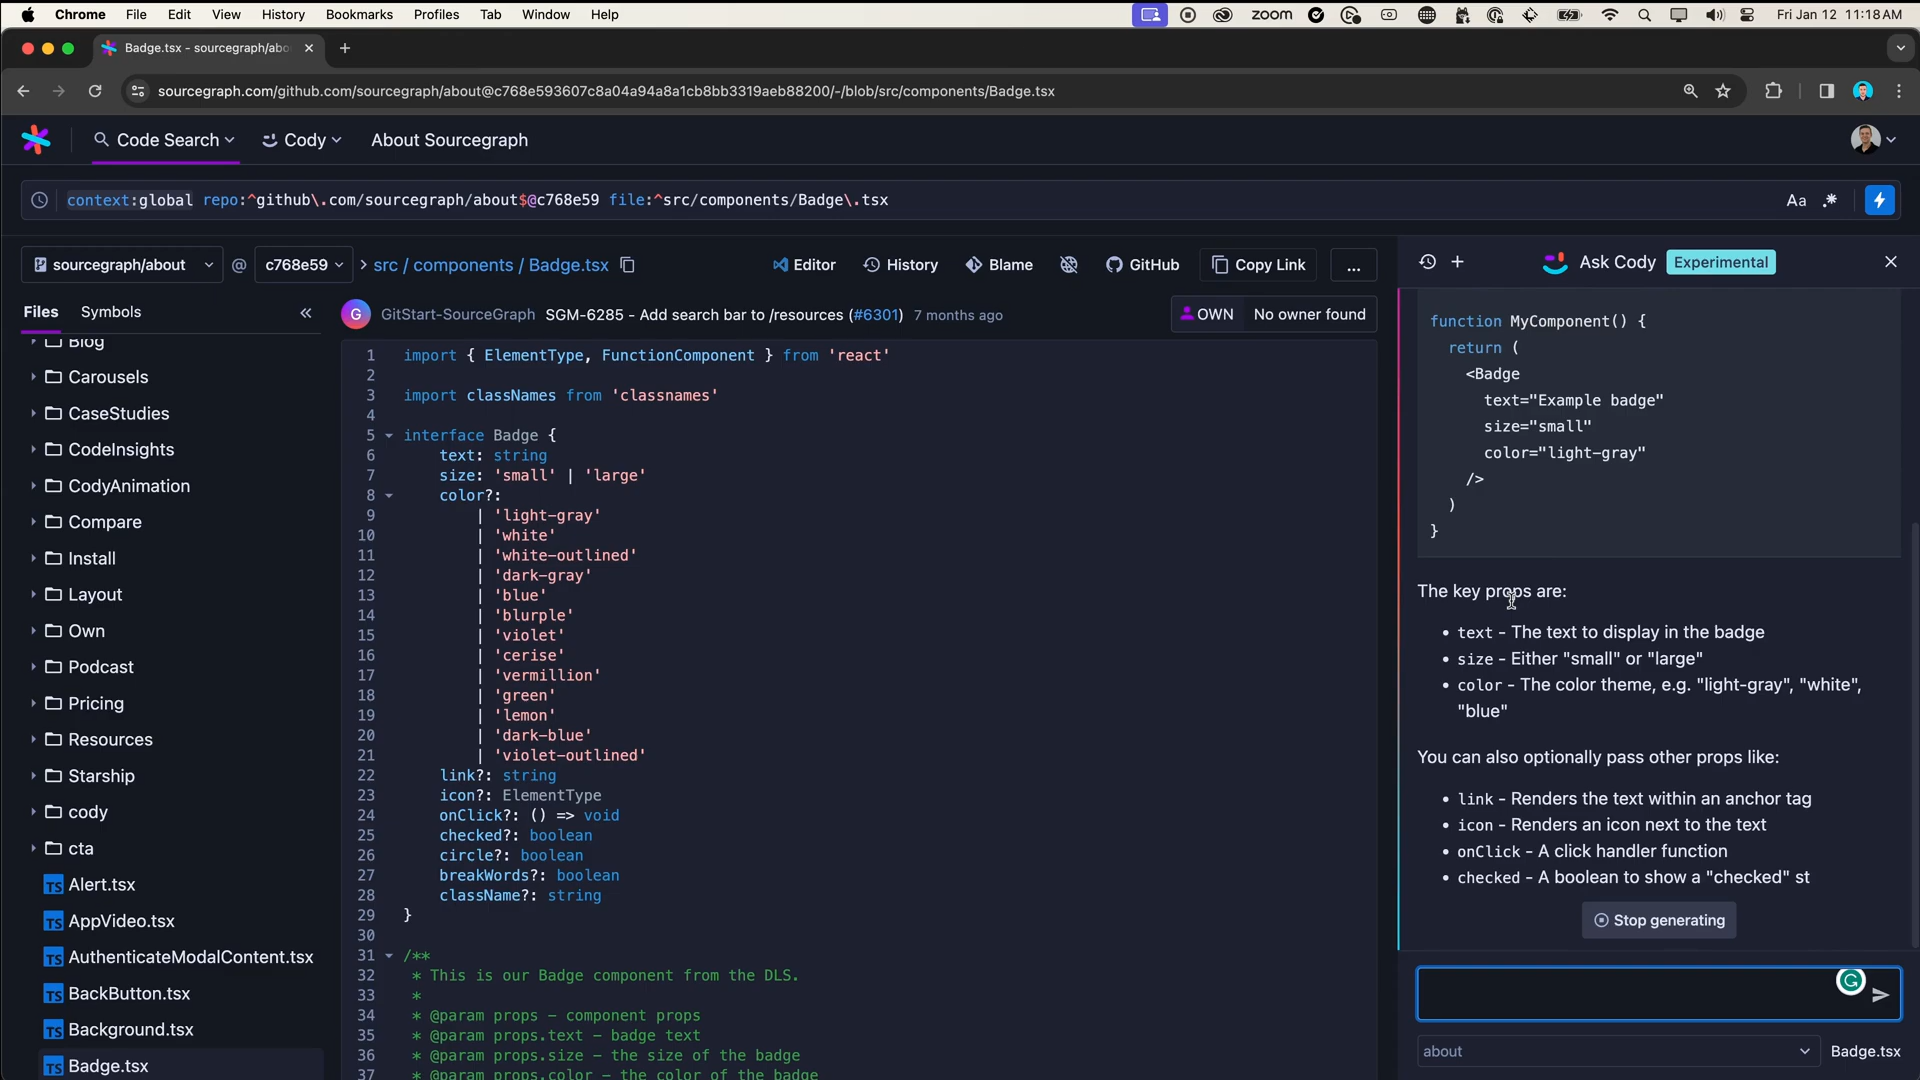 Chrome File Edit View History Bookmarks Profiles Tab Window Help zoom Fri Jan 12 11:18 AM
Badge.tsx - sourcegraph/abo
sourcegraph.com/github.com/sourcegraph/about@c768e593607c8a04a94a8a1cb8bb3319aeb88200/-/blob/src/components/Badge.tsx
Code Search Cody About Sourcegraph
context:global repo:^github\.com/sourcegraph/about$@c768e59 file:^src/components/Badge\.tsx Aa .*
sourcegraph/about @ c768e59 > src / components / Badge.tsx Editor History Blame GitHub Copy Link ...
Files Symbols
G GitStart-SourceGraph SGM-6285 - Add search bar to /resources (#6301) 7 months ago OWN No owner found
Blog
Carousels
CaseStudies
CodeInsights
CodyAnimation
Compare
Install
Layout
Own
Podcast
Pricing
Resources
Starship
cody
cta
TS Alert.tsx
TS AppVideo.tsx
TS AuthenticateModalContent.tsx
TS BackButton.tsx
TS Background.tsx
TS Badge.tsx
1 import { ElementType, FunctionComponent } from 'react'
2
3 import classNames from 'classnames'
4
5 interface Badge {
6 text: string
7 size: 'small' | 'large'
8 color?:
9 | 'light-gray'
10 | 'white'
11 | 'white-outlined'
12 | 'dark-gray'
13 | 'blue'
14 | 'blurple'
15 | 'violet'
16 | 'cerise'
17 | 'vermillion'
18 | 'green'
19 | 'lemon'
20 | 'dark-blue'
21 | 'violet-outlined'
22 link?: string
23 icon?: ElementType
24 onClick?: () => void
25 checked?: boolean
26 circle?: boolean
27 breakWords?: boolean
28 className?: string
29 }
30
31 /**
32 * This is our Badge component from the DLS.
33 *
34 * @param props - component props
35 * @param props.text - badge text
36 * @param props.size - the size of the badge
37 * @param props.color - the color of the badge
Ask Cody Experimental
function MyComponent() {
return (
<Badge
text="Example badge"
size="small"
color="light-gray"
/>
)
}
The key props are:
• text - The text to display in the badge
• size - Either "small" or "large"
• color - The color theme, e.g. "light-gray", "white",
"blue"
You can also optionally pass other props like:
• link - Renders the text within an anchor tag
• icon - Renders an icon next to the text
• onClick - A click handler function
• checked - A boolean to show a "checked" st
Stop generating
about Badge.tsx